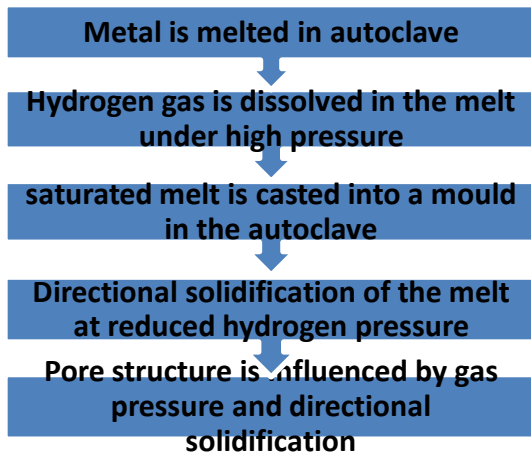 Metal is melted in autoclave
Hydrogen gas is dissolved in the melt
under high pressure
saturated melt is casted into a mould
in the autoclave
Directional solidification of the melt
at reduced hydrogen pressure
Pore structure is influenced by gas
pressure and directional
solidification